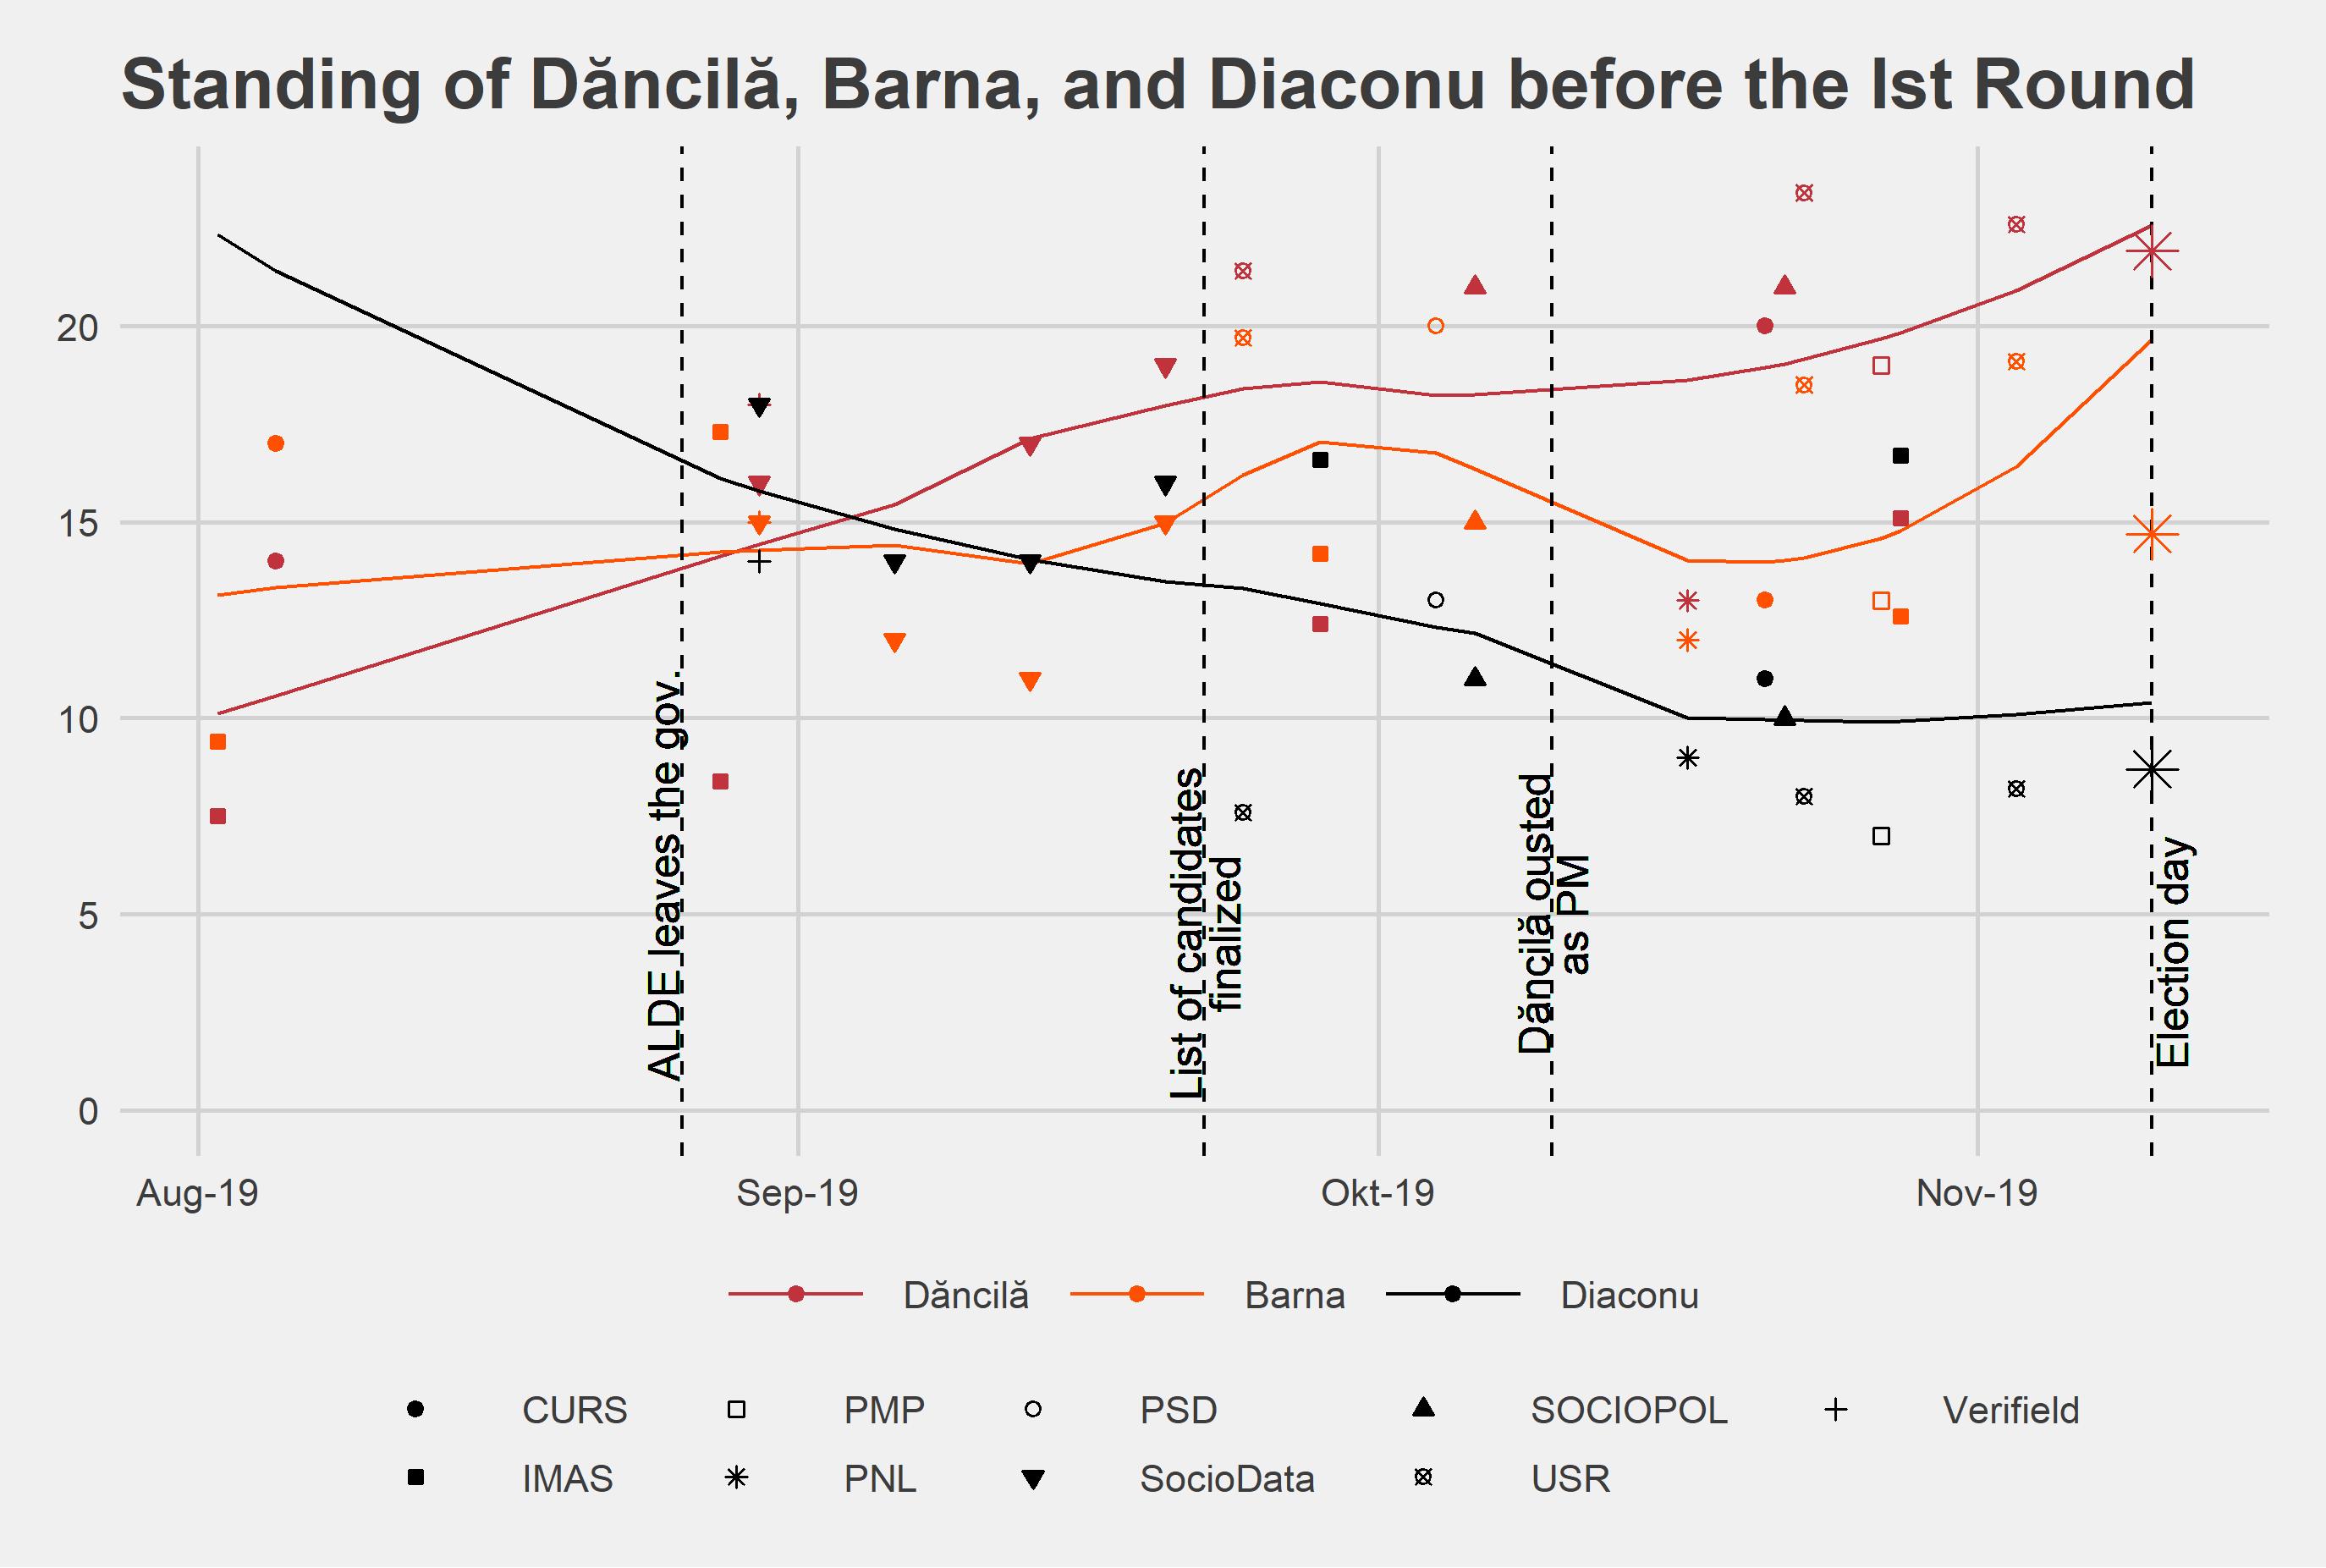 Standing of Dăncilă, Barna, and Diaconu before the Ist Round
20
15
10
5
0
ALDE leaves the gov.
List of candidates
finalized
Dăncilă ousted
as PM
Election day
Aug-19
Sep-19
Okt-19
Nov-19
Dăncilă
Barna
Diaconu
CURS
PMP
PSD
SOCIOPOL
Verifield
IMAS
PNL
SocioData
USR